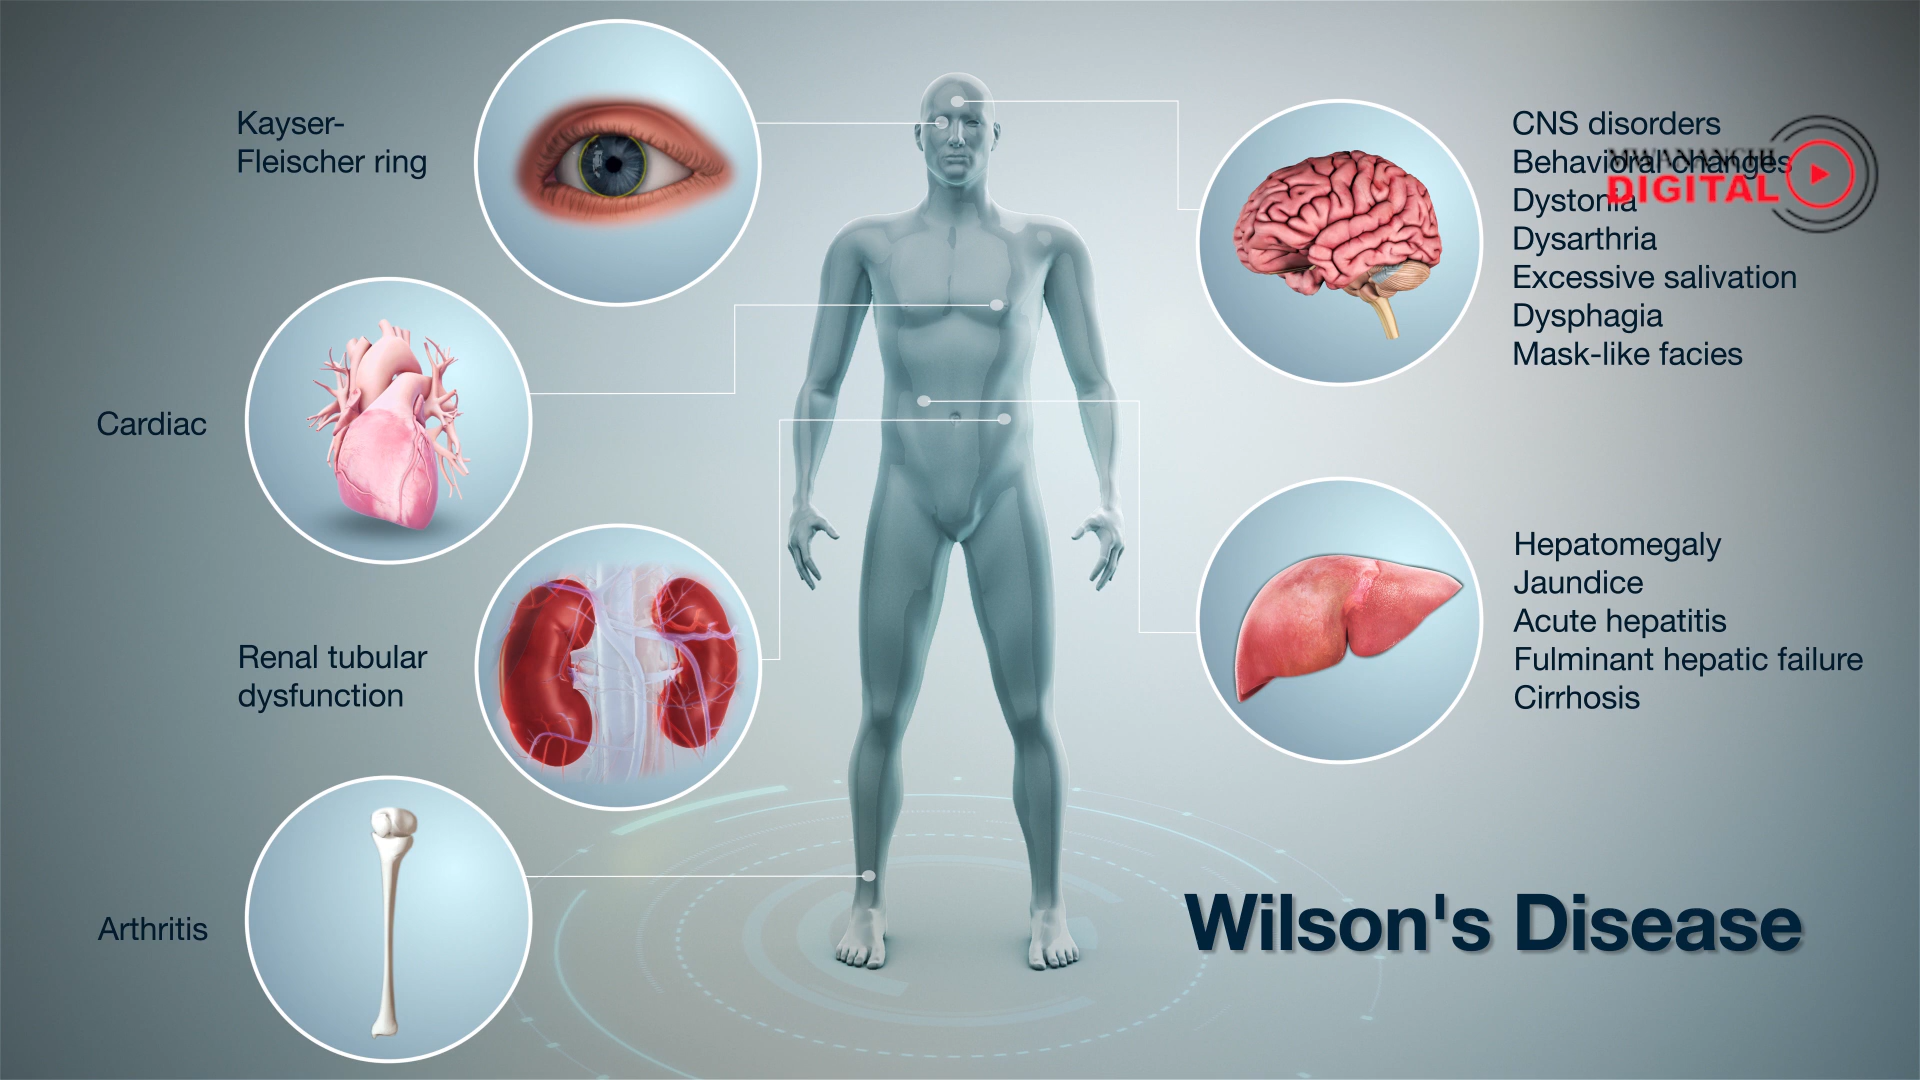 Kayser-
Fleischer ring
Cardiac
Renal tubular
dysfunction
Arthritis
CNS disorders
Behavioral changes
Dystonia
Dysarthria
Excessive salivation
Dysphagia
Mask-like facies
MWANANCHI
DIGITAL
Hepatomegaly
Jaundice
Acute hepatitis
Fulminant hepatic failure
Cirrhosis
Wilson's Disease